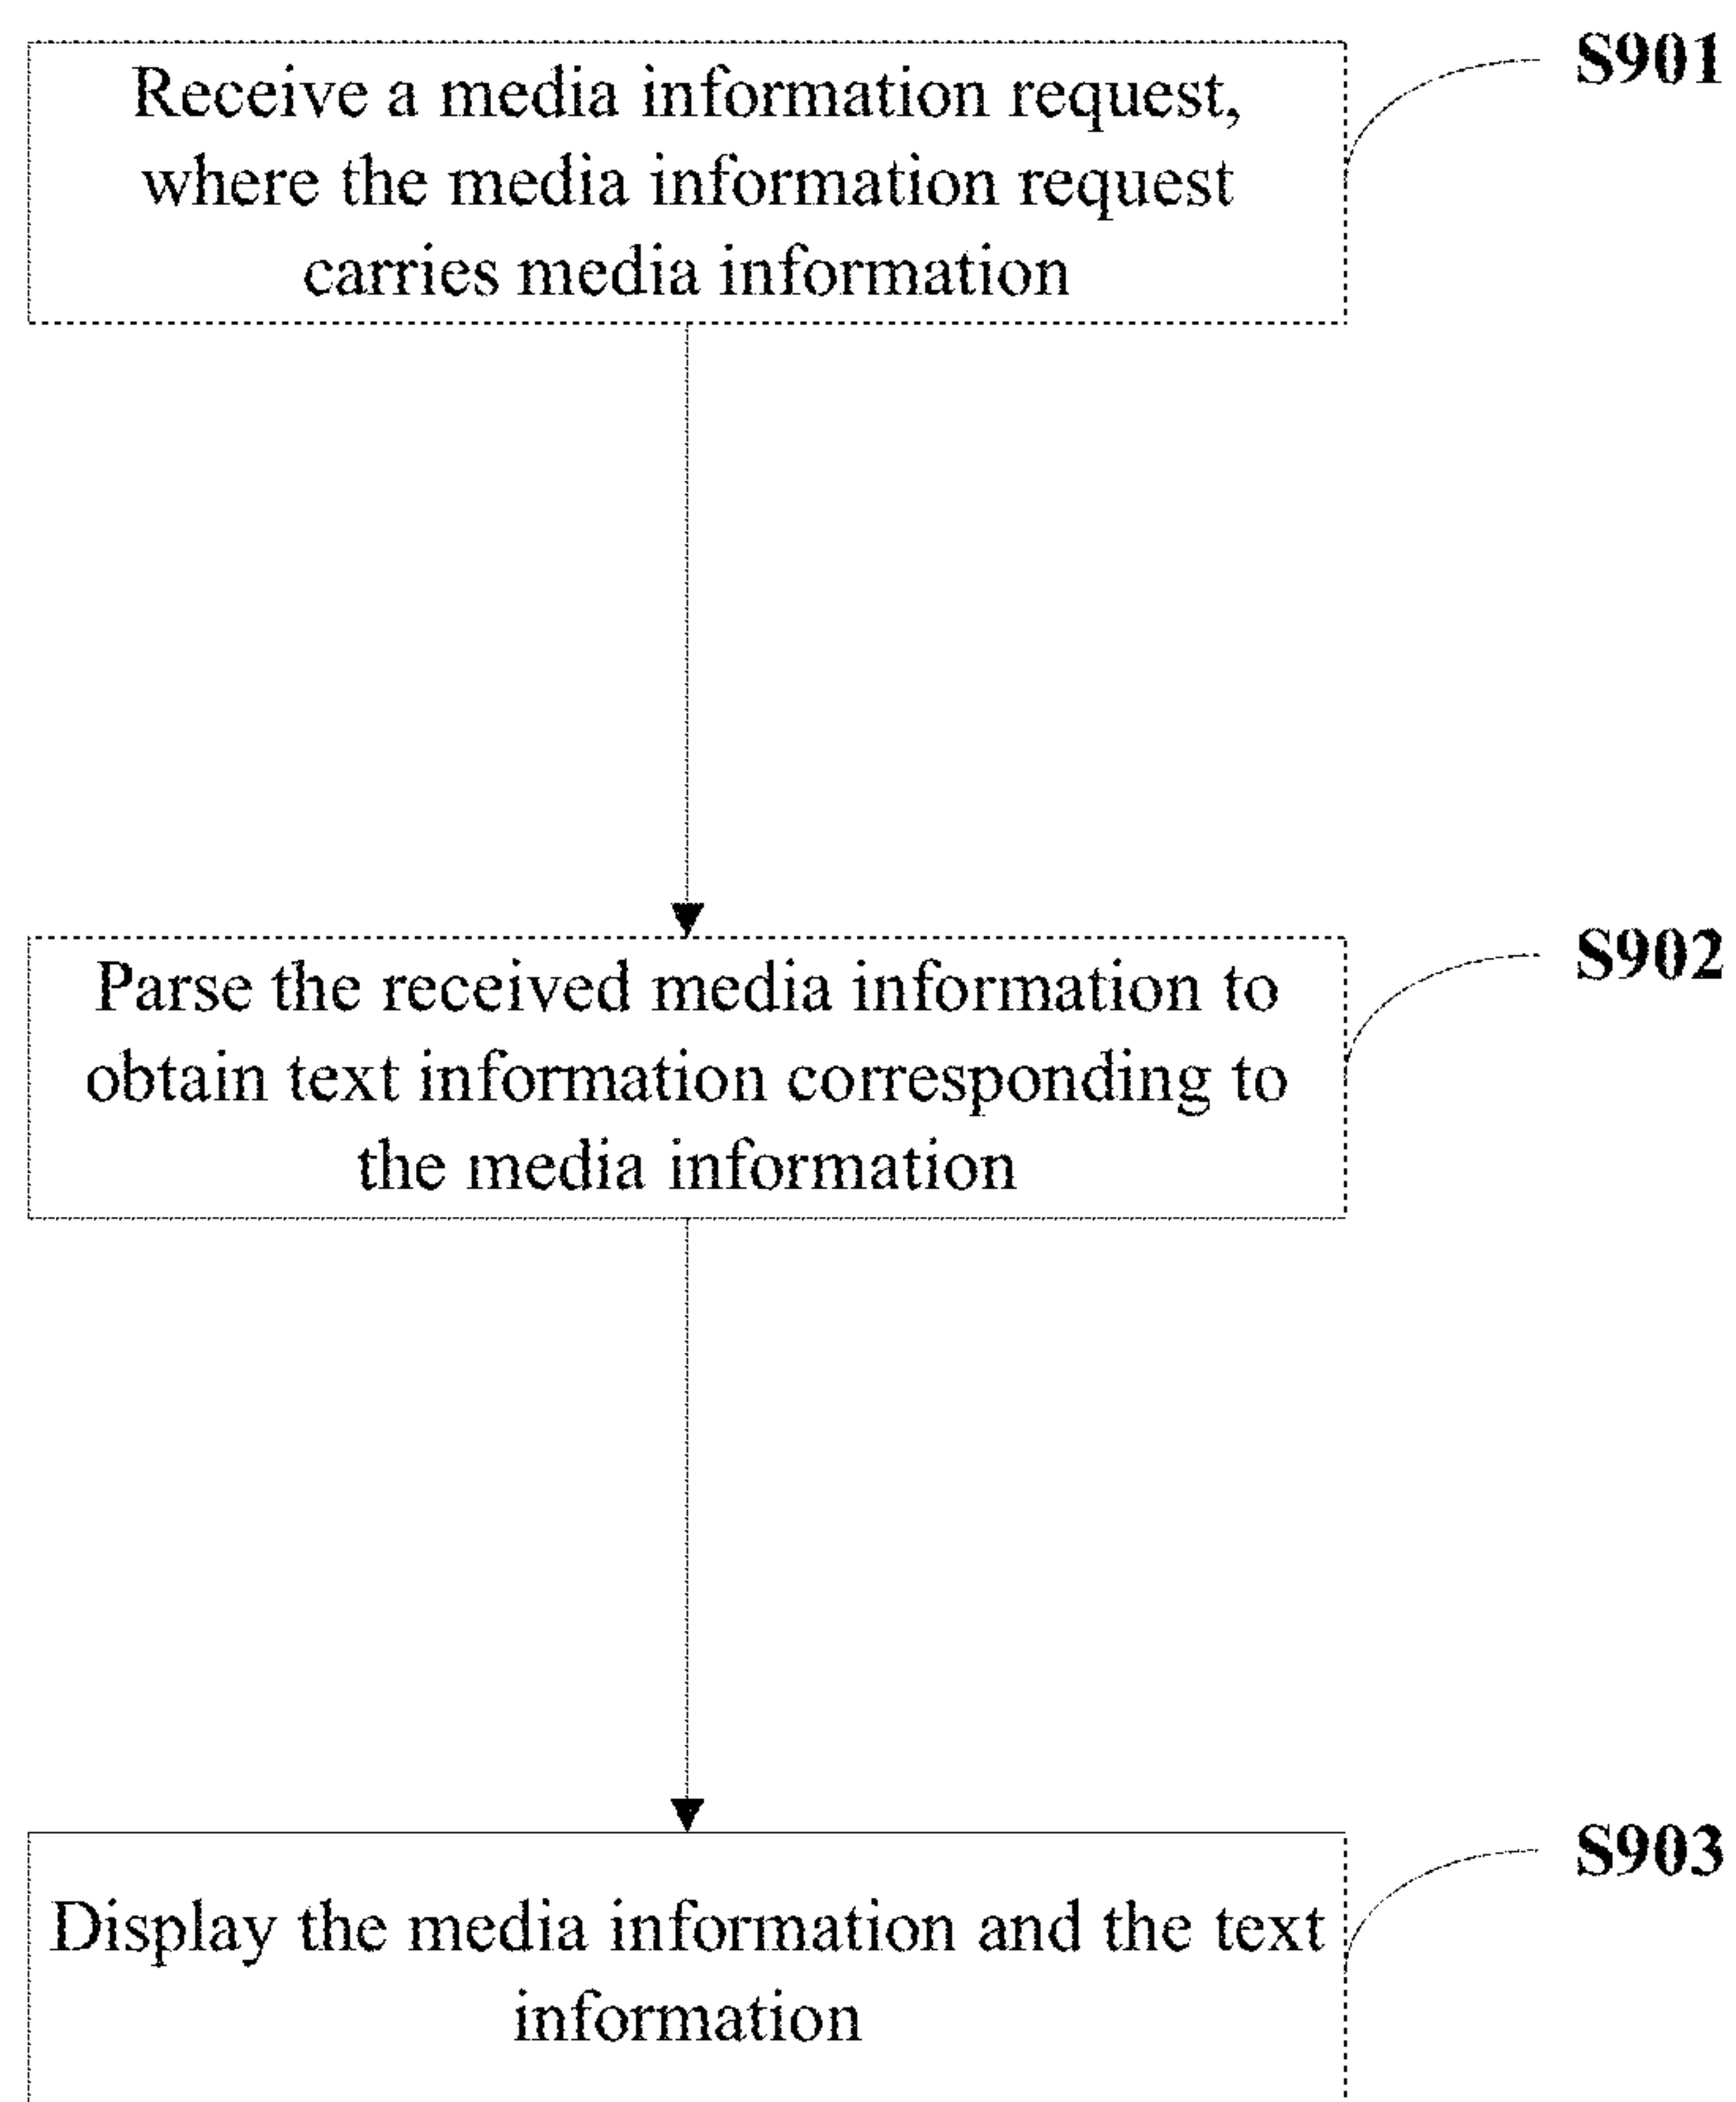 Receive a media information request,
where the media information request
carries media information
S901
Parse the received media information to
obtain text information corresponding to
the media information
S902
Display the media information and the text
information
S903